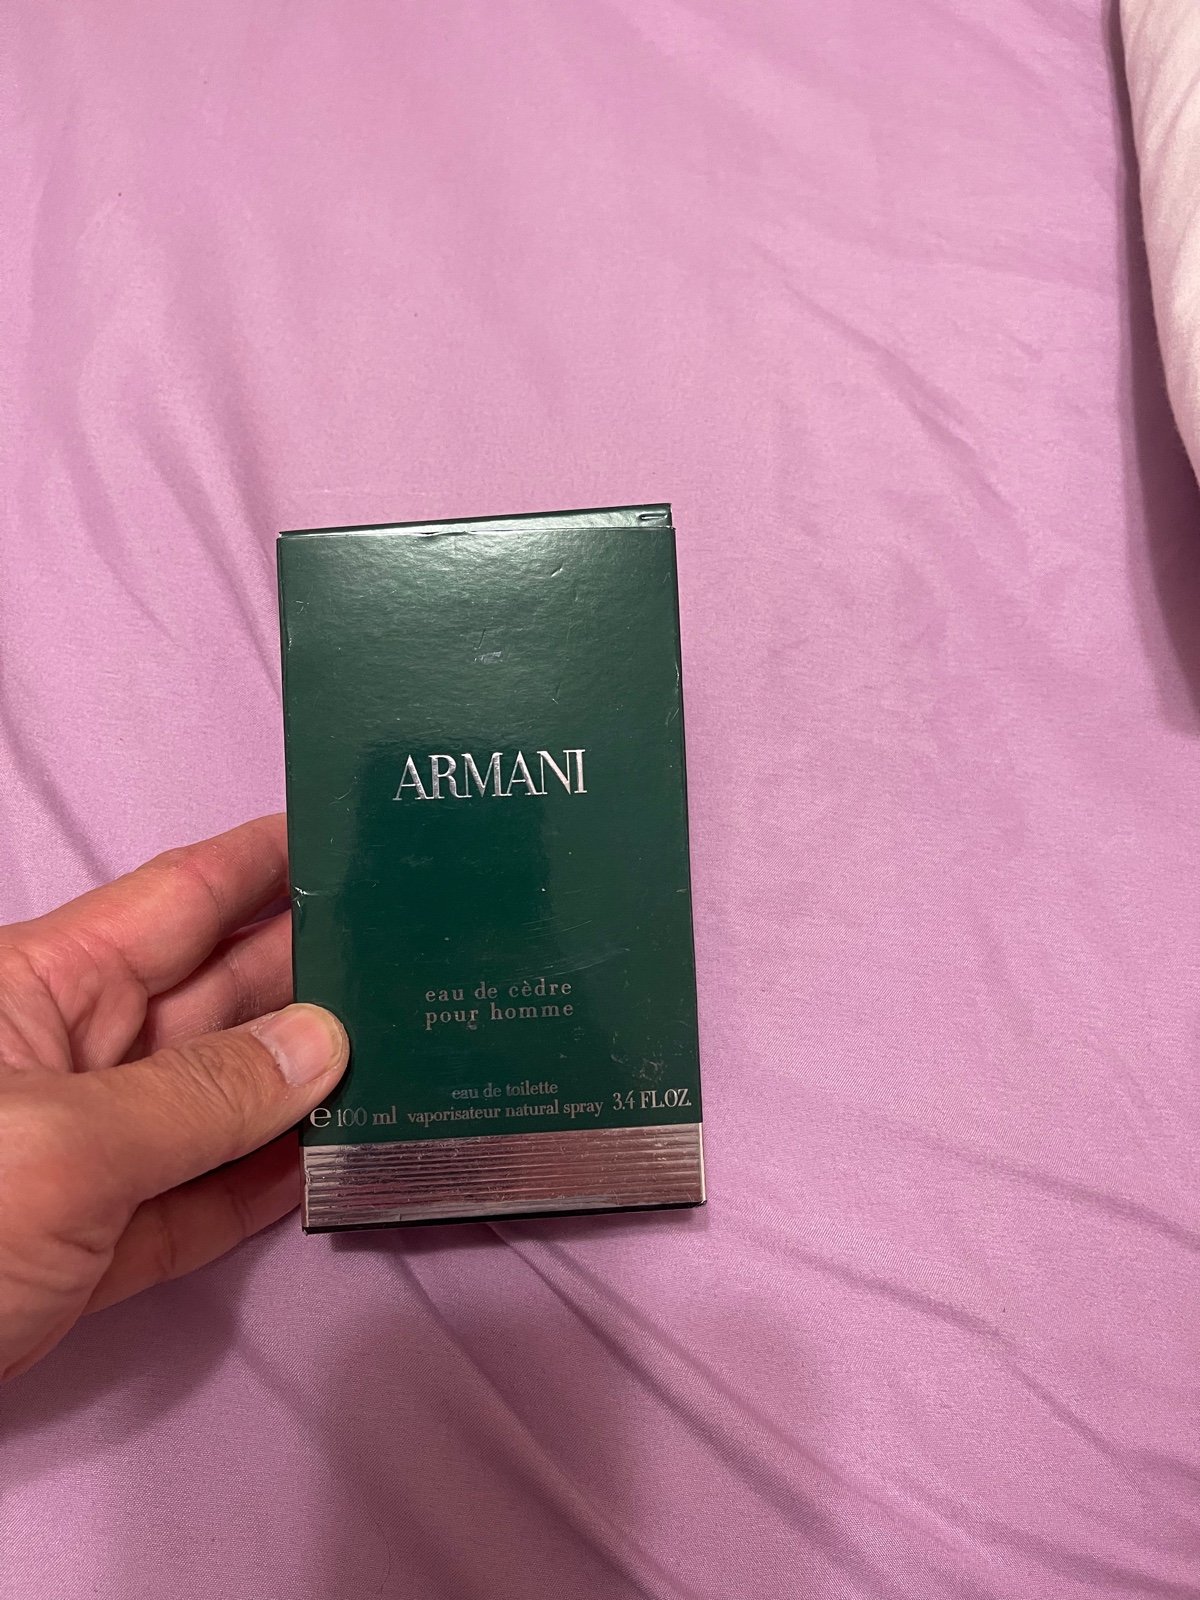 ARMANI
eau de cèdre
pour homme
eau de toilette
℮ 100 ml vaporisateur natural spray 3.4 FL.OZ.